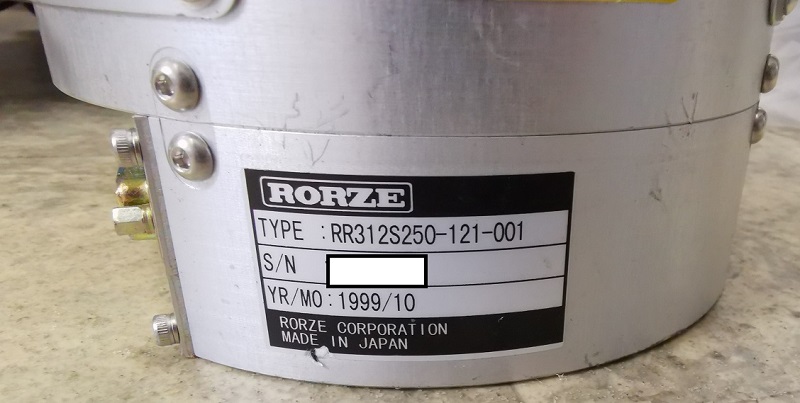 RORZE
TYPE : RR312S250-121-001
S/N
YR/MO : 1999/10
RORZE CORPORATION
MADE IN JAPAN